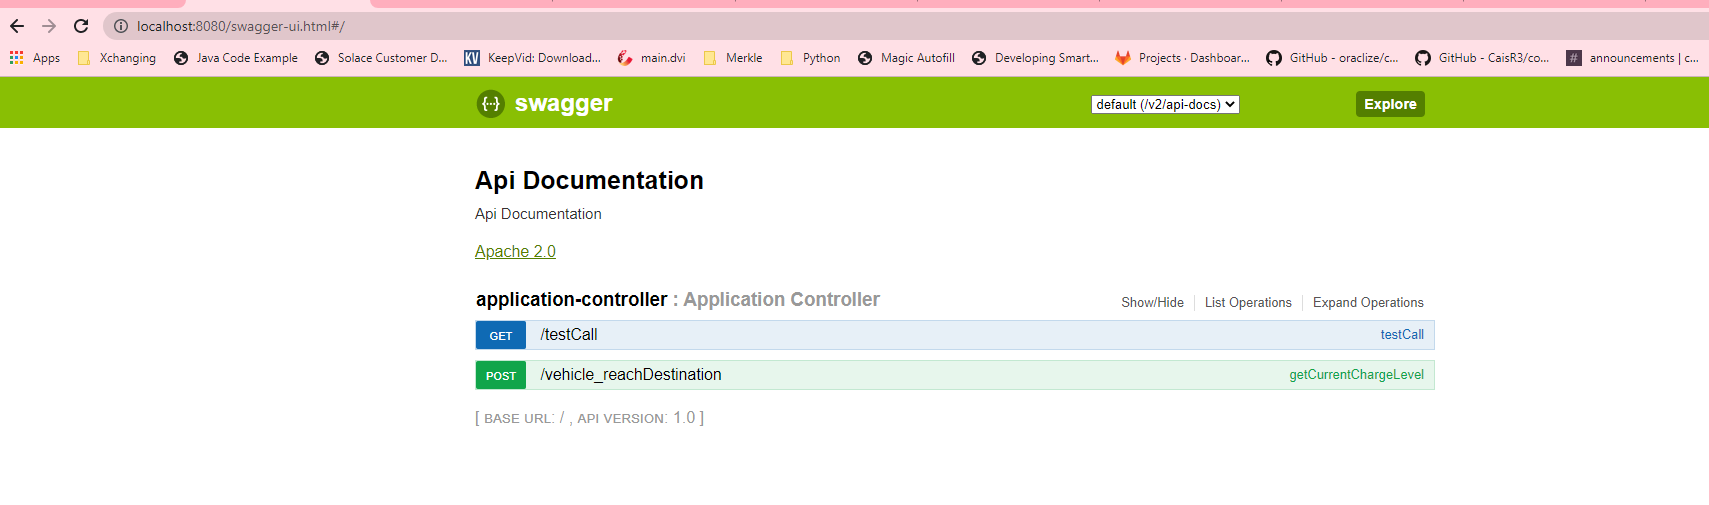 localhost:8080/swagger-ui.html#/
Apps Xchanging Java Code Example Solace Customer D... KeepVid: Download... main.dvi Merkle Python Magic Autofill Developing Smart... Projects · Dashboar... GitHub - oraclize/c... GitHub - CaisR3/co... # announcements | c...
{··} swagger default (/v2/api-docs) Explore
Api Documentation
Api Documentation
Apache 2.0
application-controller : Application Controller Show/Hide List Operations Expand Operations
GET /testCall testCall
POST /vehicle_reachDestination getCurrentChargeLevel
[ BASE URL: / , API VERSION: 1.0 ]